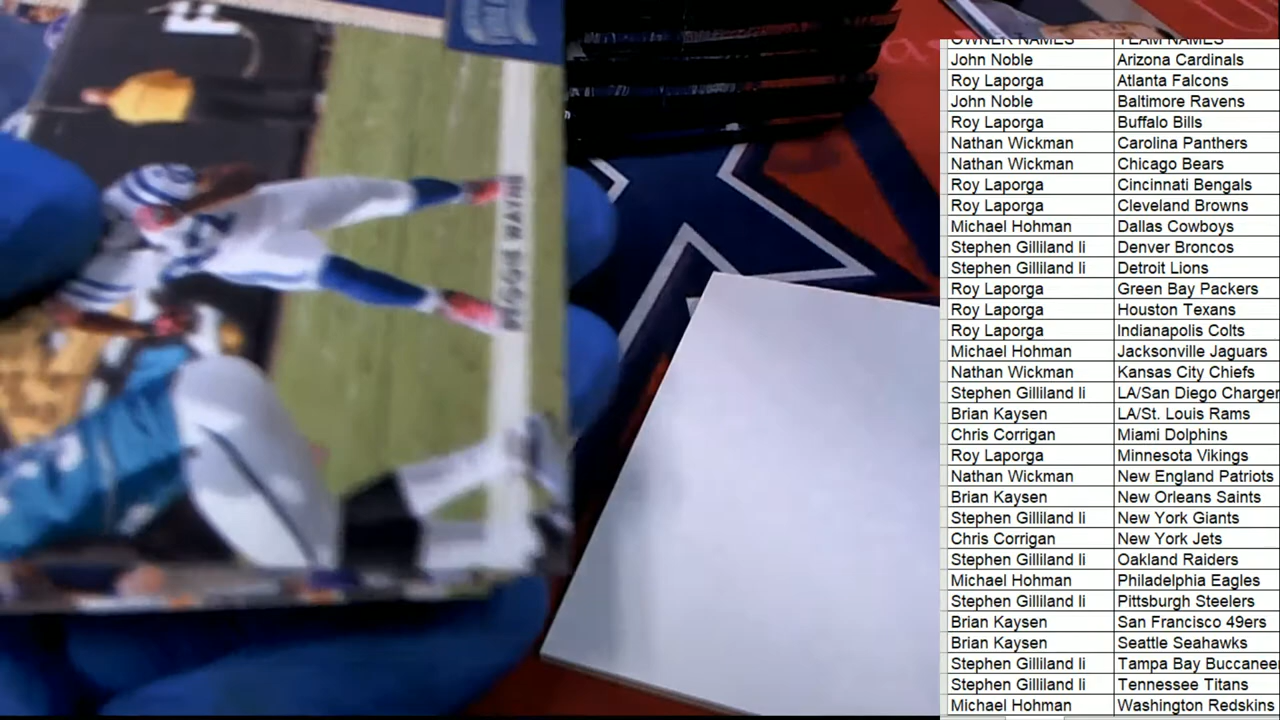 OWNER NAMES TEAM NAMES
John Noble Arizona Cardinals
Roy Laporga Atlanta Falcons
John Noble Baltimore Ravens
Roy Laporga Buffalo Bills
Nathan Wickman Carolina Panthers
Nathan Wickman Chicago Bears
Roy Laporga Cincinnati Bengals
Roy Laporga Cleveland Browns
Michael Hohman Dallas Cowboys
Stephen Gilliland Ii Denver Broncos
Stephen Gilliland Ii Detroit Lions
Roy Laporga Green Bay Packers
Roy Laporga Houston Texans
Roy Laporga Indianapolis Colts
Michael Hohman Jacksonville Jaguars
Nathan Wickman Kansas City Chiefs
Stephen Gilliland Ii LA/San Diego Charger
Brian Kaysen LA/St. Louis Rams
Chris Corrigan Miami Dolphins
Roy Laporga Minnesota Vikings
Nathan Wickman New England Patriots
Brian Kaysen New Orleans Saints
Stephen Gilliland Ii New York Giants
Chris Corrigan New York Jets
Stephen Gilliland Ii Oakland Raiders
Michael Hohman Philadelphia Eagles
Stephen Gilliland Ii Pittsburgh Steelers
Brian Kaysen San Francisco 49ers
Brian Kaysen Seattle Seahawks
Stephen Gilliland Ii Tampa Bay Buccanee
Stephen Gilliland Ii Tennessee Titans
Michael Hohman Washington Redskins
REGGIE WAYNE